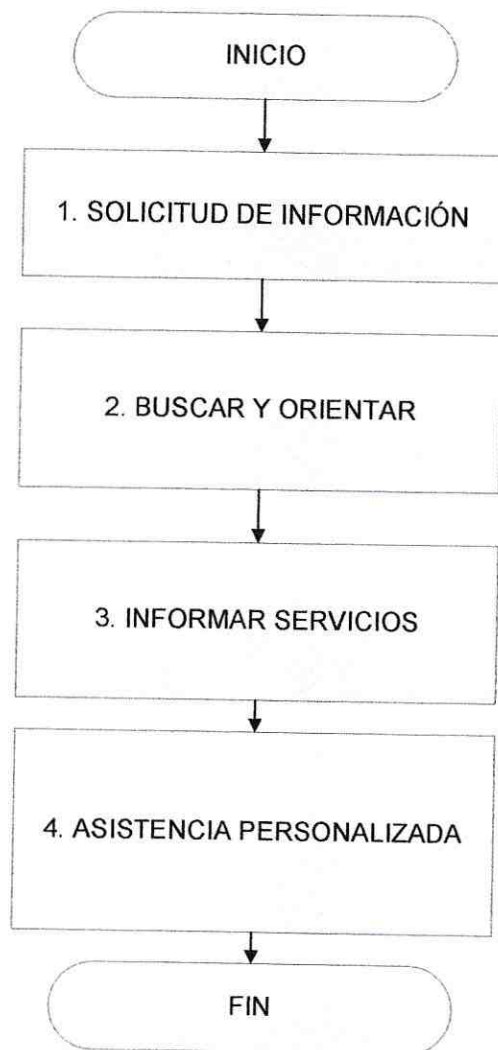 INICIO
1. SOLICITUD DE INFORMACIÓN
2. BUSCAR Y ORIENTAR
3. INFORMAR SERVICIOS
4. ASISTENCIA PERSONALIZADA
FIN